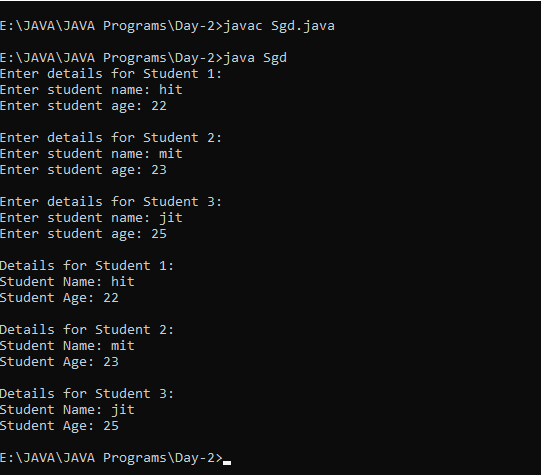 E:\JAVA\JAVA Programs\Day-2>javac Sgd.java
E:\JAVA\JAVA Programs\Day-2>java Sgd
Enter details for Student 1:
Enter student name: hit
Enter student age: 22
Enter details for Student 2:
Enter student name: mit
Enter student age: 23
Enter details for Student 3:
Enter student name: jit
Enter student age: 25
Details for Student 1:
Student Name: hit
Student Age: 22
Details for Student 2:
Student Name: mit
Student Age: 23
Details for Student 3:
Student Name: jit
Student Age: 25
E:\JAVA\JAVA Programs\Day-2>